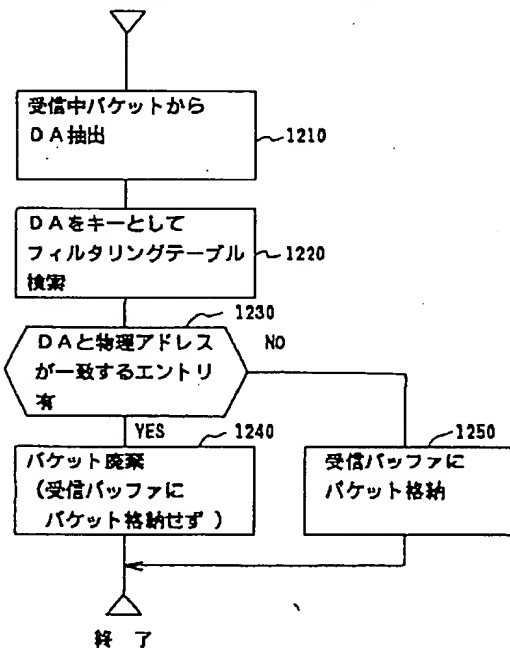 受信中パケットから
DA抽出
1210
DAをキーとして
フィルタリングテーブル
検索
1220
1230
DAと物理アドレス
が一致するエントリ
有
NO
YES
1240
パケット廃棄
(受信バッファに
パケット格納せず)
1250
受信バッファに
パケット格納
終 了